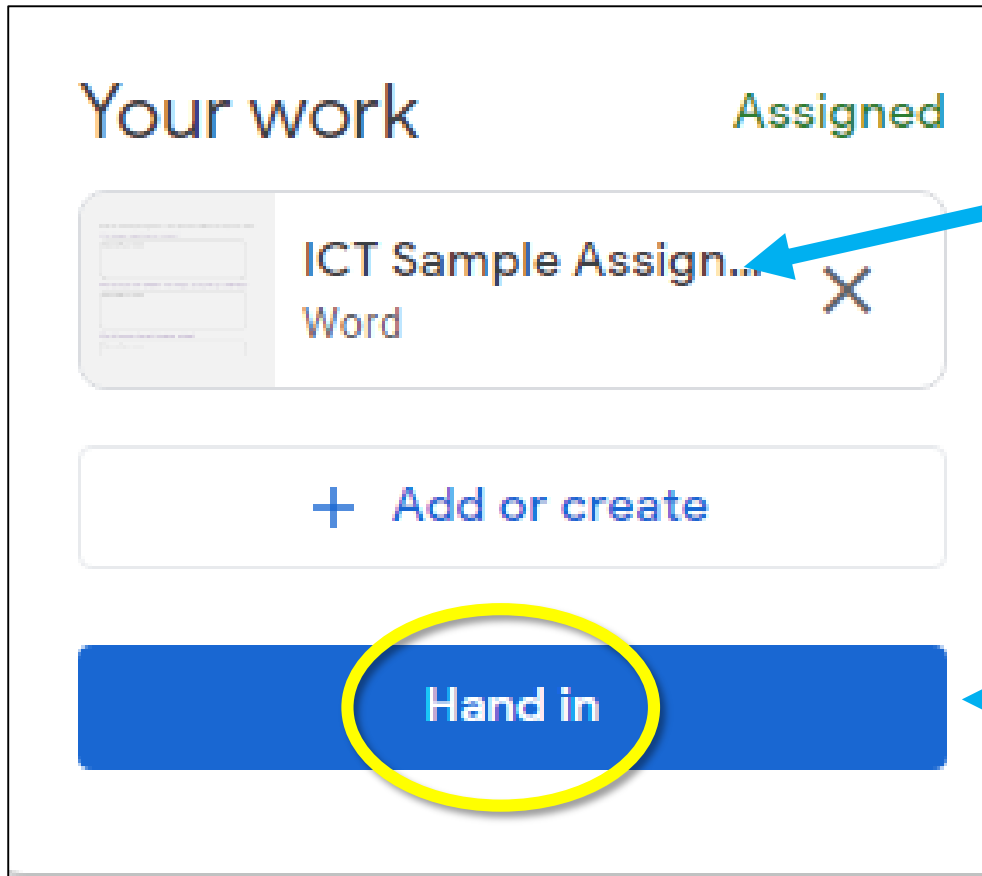 Your work
Assigned
ICT Sample Assign...
Word
+ Add or create
Hand in